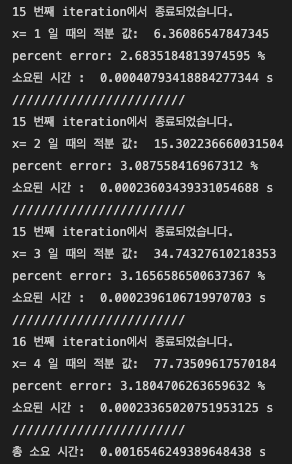 15 번째 iteration에서 종료되었습니다.
x= 1 일 때의 적분 값:  6.36086547847345
percent error: 2.6835184813974595 %
소요된 시간 :  0.00040793418884277344 s
////////////////////////
15 번째 iteration에서 종료되었습니다.
x= 2 일 때의 적분 값:  15.302236660031504
percent error: 3.087558416967312 %
소요된 시간 :  0.00023603439331054688 s
////////////////////////
15 번째 iteration에서 종료되었습니다.
x= 3 일 때의 적분 값:  34.74327610218353
percent error: 3.1656586500637367 %
소요된 시간 :  0.0002396106719970703 s
////////////////////////
16 번째 iteration에서 종료되었습니다.
x= 4 일 때의 적분 값:  77.73509617570184
percent error: 3.1804706263659632 %
소요된 시간 :  0.00023365020751953125 s
////////////////////////
총 소요 시간:  0.0016546249389648438 s